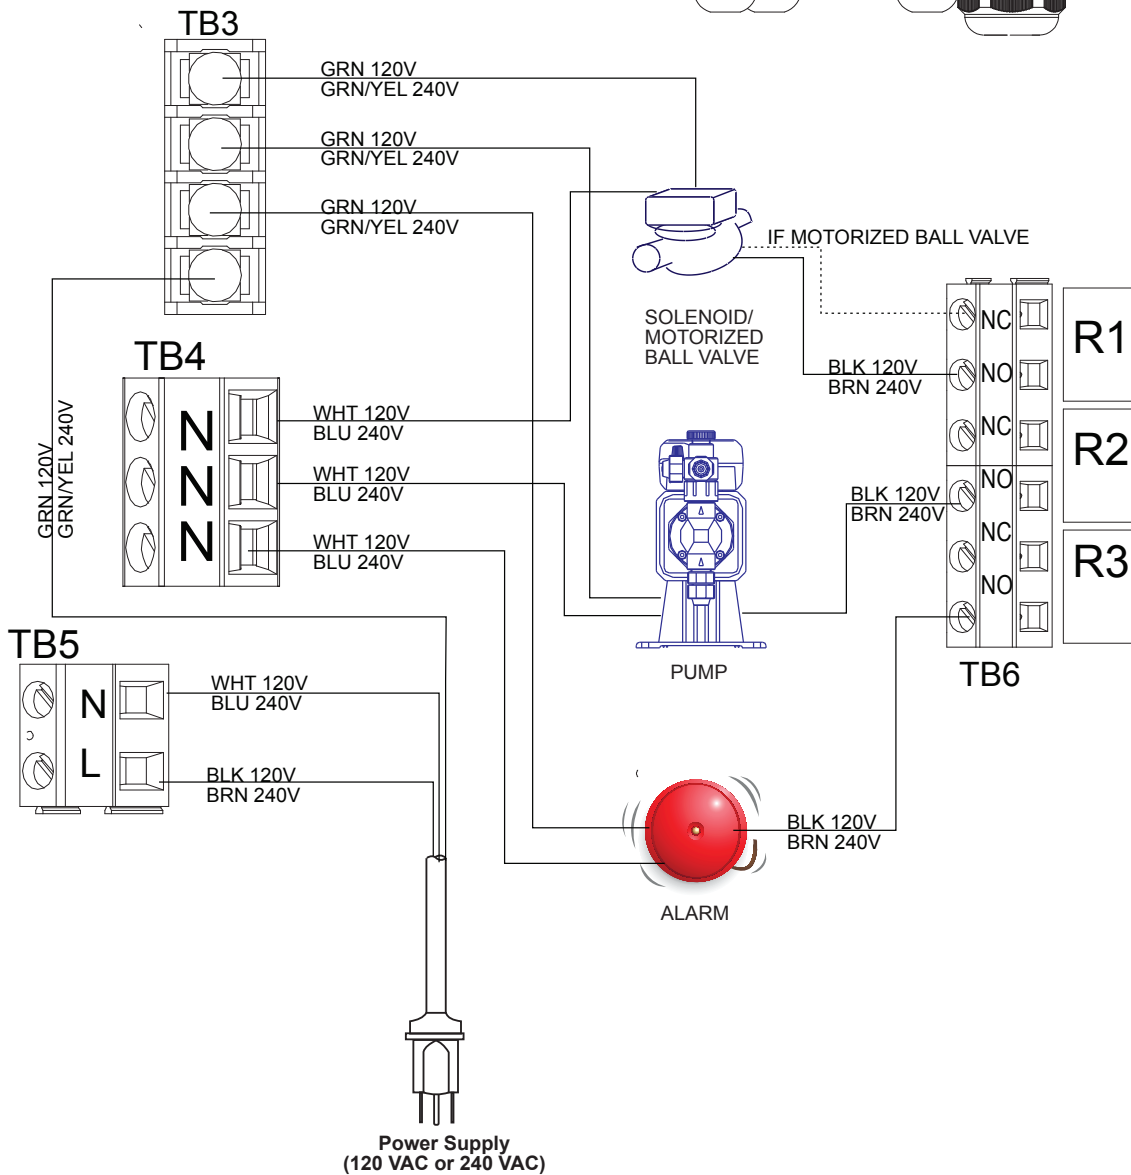 TB3
GRN 120V
GRN/YEL 240V
GRN 120V
GRN/YEL 240V
GRN 120V
GRN/YEL 240V
IF MOTORIZED BALL VALVE
SOLENOID/
MOTORIZED
BALL VALVE
NC
R1
BLK 120V
BRN 240V
NO
NC
R2
TB4
N
WHT 120V
BLU 240V
N
WHT 120V
BLU 240V
N
WHT 120V
BLU 240V
GRN 120V
GRN/YEL 240V
BLK 120V
BRN 240V
NO
NC
R3
NO
TB6
PUMP
TB5
N
WHT 120V
BLU 240V
L
BLK 120V
BRN 240V
BLK 120V
BRN 240V
ALARM
Power Supply
(120 VAC or 240 VAC)